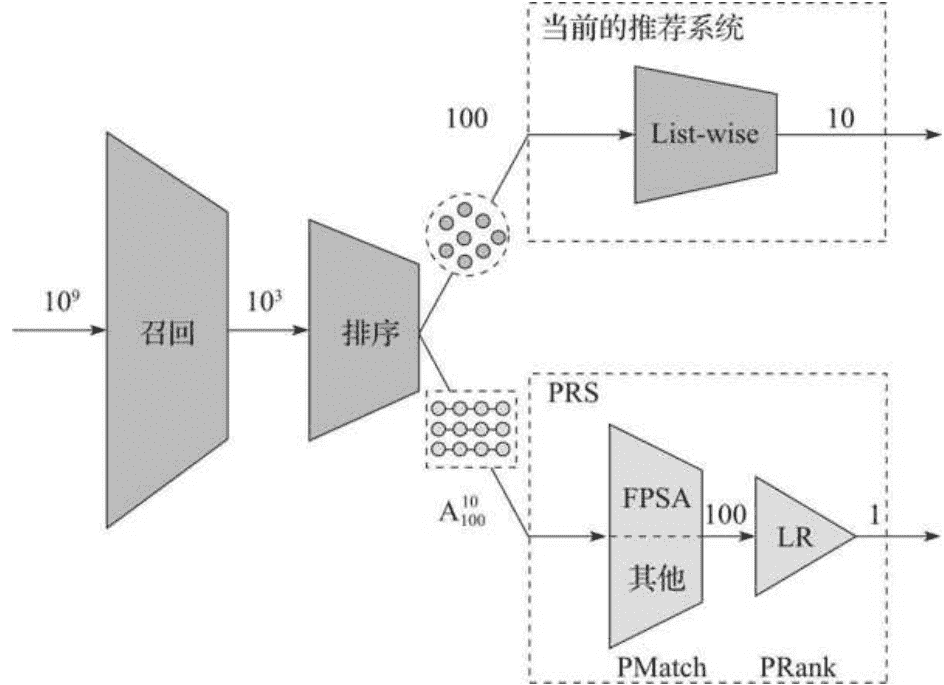 当前的推荐系统
100
List-wise
10
10⁹
召回
10³
排序
PRS
A¹⁰₁₀₀
FPSA
100
LR
1
其他
PMatch
PRank